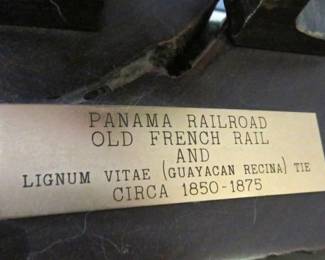 PANAMA RAILROAD
OLD FRENCH RAIL
AND
LIGNUM VITAE (GUAYACAN RECINA) TIE
CIRCA 1850-1875